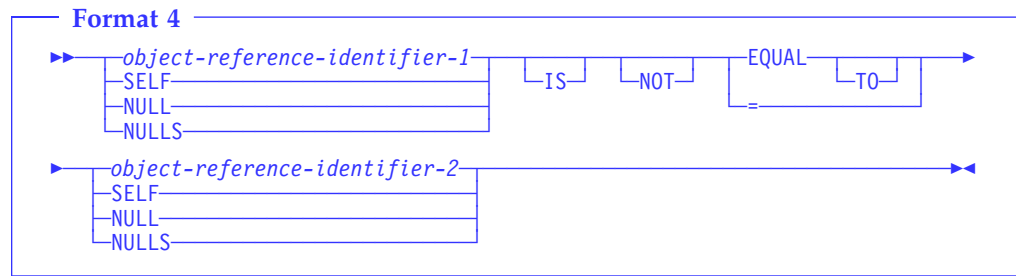 Format 4
object-reference-identifier-1 IS NOT EQUAL TO
SELF =
NULL
NULLS
object-reference-identifier-2
SELF
NULL
NULLS